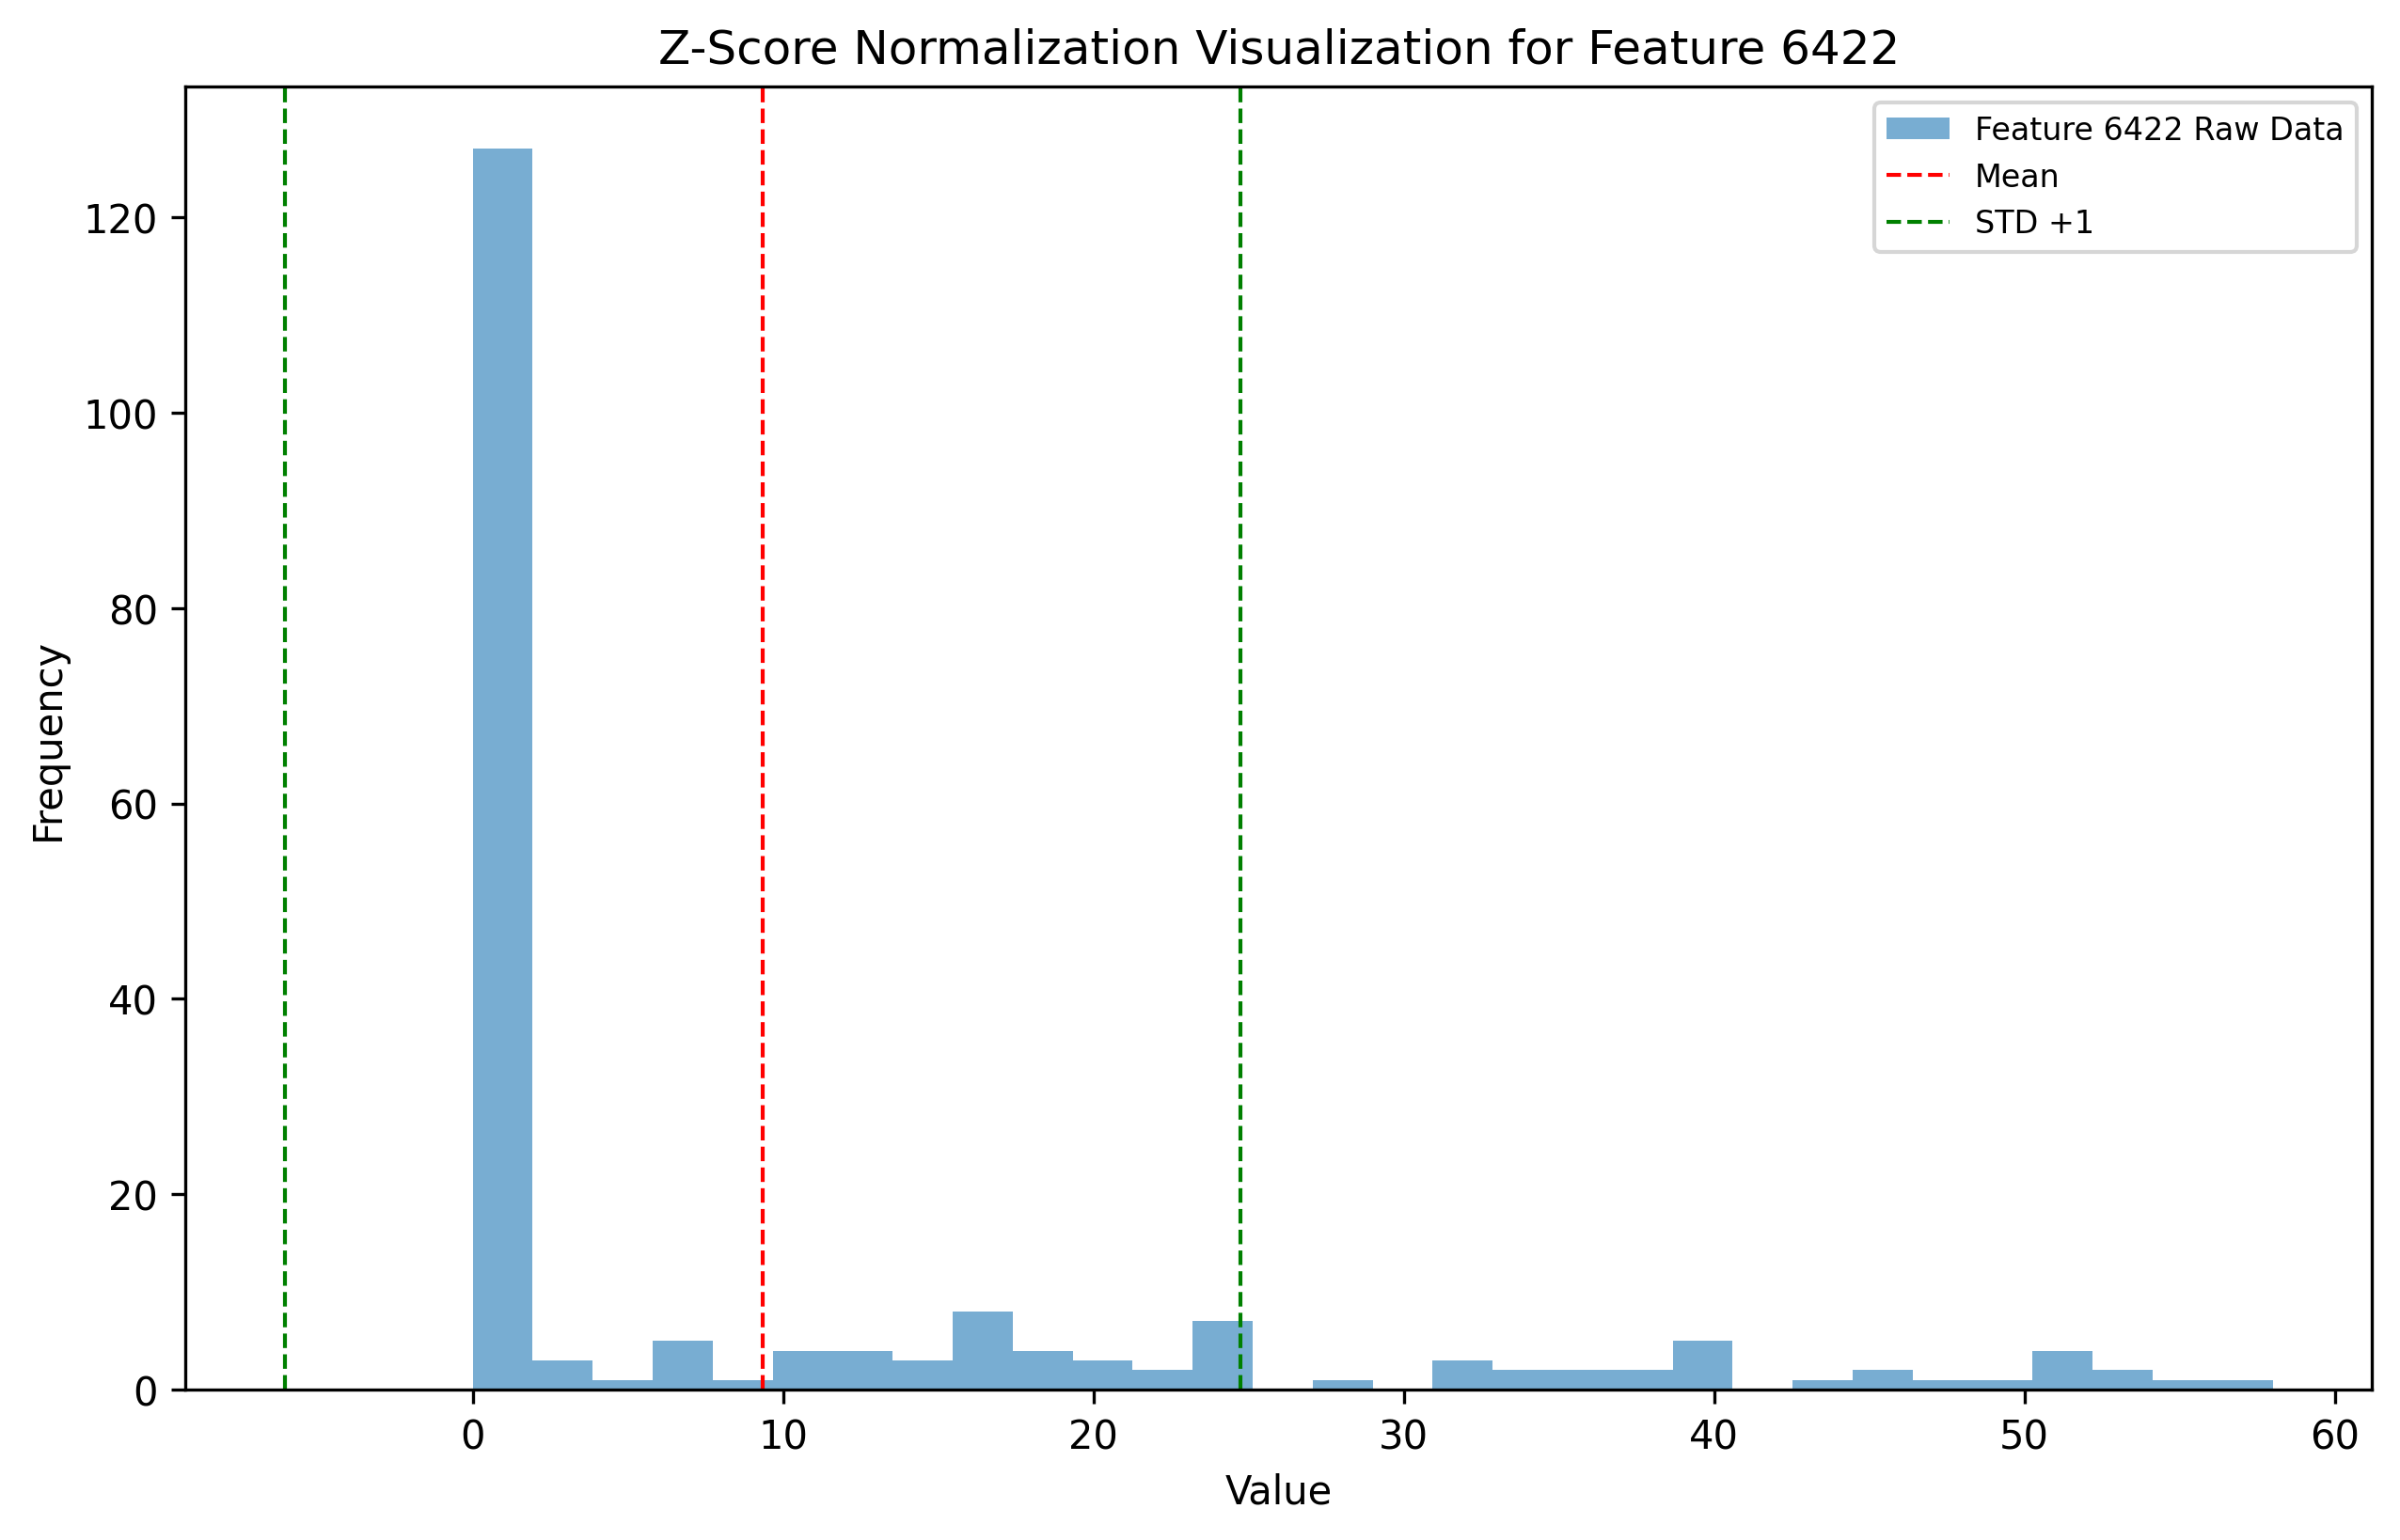 Z-Score Normalization Visualization for Feature 6422
Feature 6422 Raw Data
Mean
STD +1
Frequency
120
100
80
60
40
20
0
0 10 20 30 40 50 60
Value